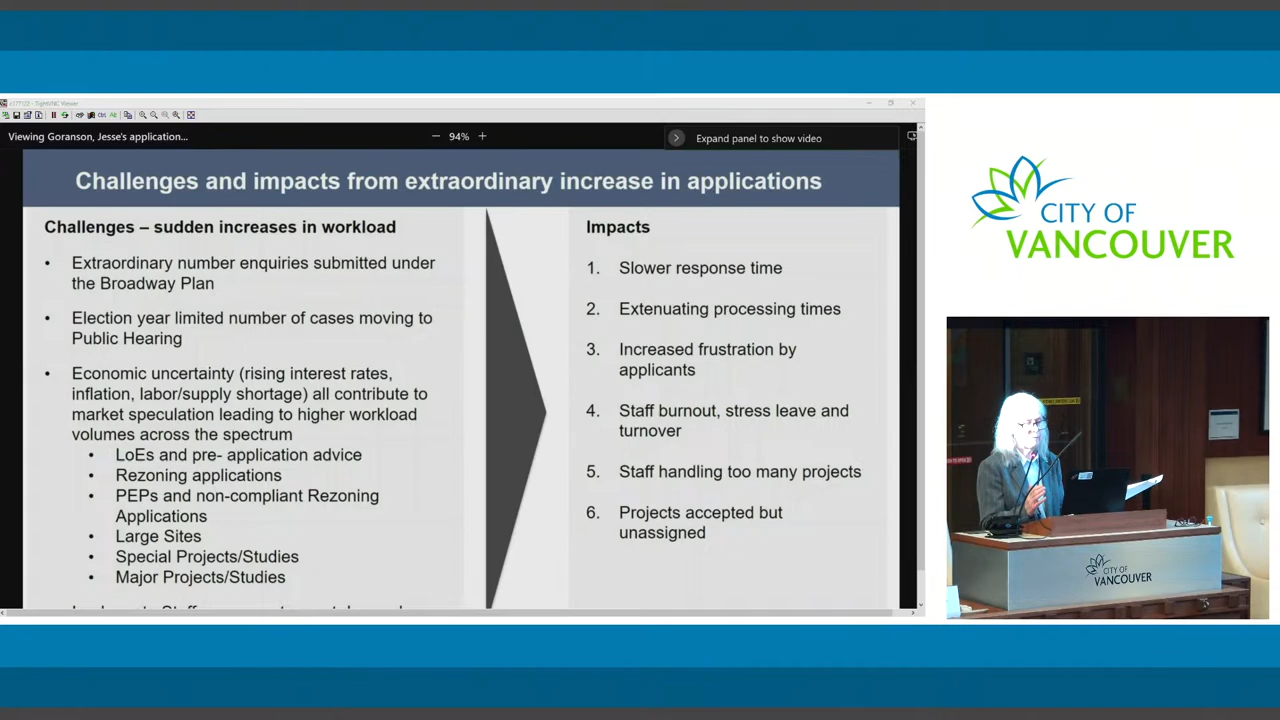 TightVNC Viewer
Viewing Goranson, Jesse's application...
94%
Expand panel to show video
Challenges and impacts from extraordinary increase in applications
Challenges – sudden increases in workload
• Extraordinary number enquiries submitted under
the Broadway Plan
• Election year limited number of cases moving to
Public Hearing
• Economic uncertainty (rising interest rates,
inflation, labor/supply shortage) all contribute to
market speculation leading to higher workload
volumes across the spectrum
• LoEs and pre- application advice
• Rezoning applications
• PEPs and non-compliant Rezoning
Applications
• Large Sites
• Special Projects/Studies
• Major Projects/Studies
Impacts
1. Slower response time
2. Extenuating processing times
3. Increased frustration by
applicants
4. Staff burnout, stress leave and
turnover
5. Staff handling too many projects
6. Projects accepted but
unassigned
CITY OF
VANCOUVER
CITY OF
VANCOUVER